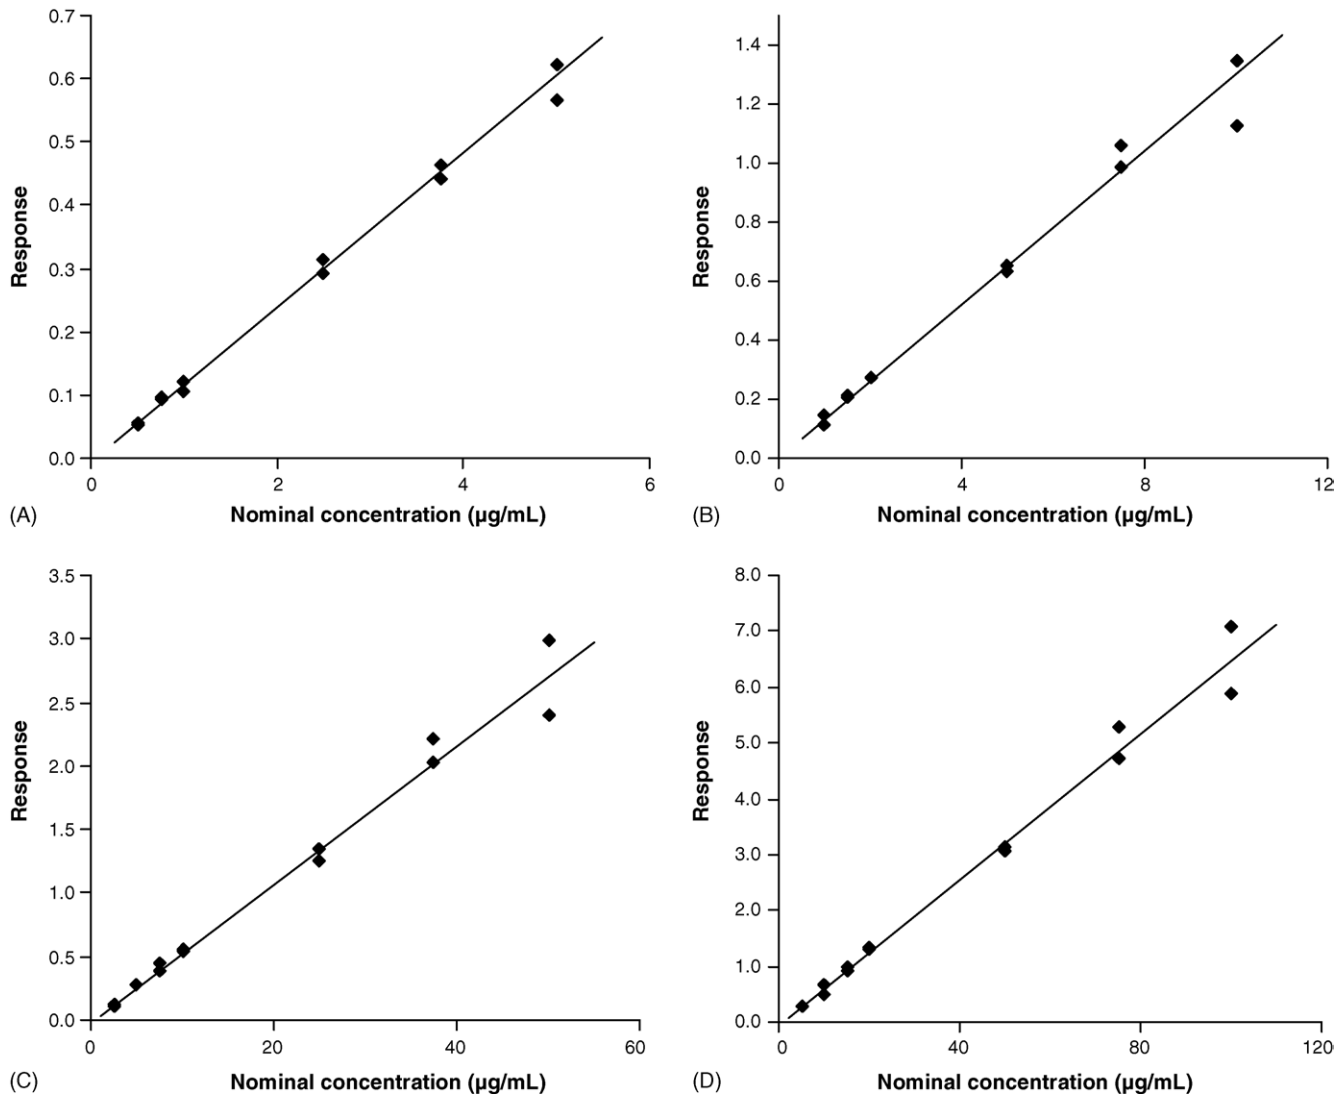 0.7
0.6
0.5
0.4
0.3
0.2
0.1
0.0
Response
0 2 4 6
(A) Nominal concentration (µg/mL)
1.4
1.2
1.0
0.8
0.6
0.4
0.2
0.0
Response
0 4 8 12
(B) Nominal concentration (µg/mL)
3.5
3.0
2.5
2.0
1.5
1.0
0.5
0.0
Response
0 20 40 60
(C) Nominal concentration (µg/mL)
8.0
7.0
6.0
5.0
4.0
3.0
2.0
1.0
0.0
Response
0 40 80 120
(D) Nominal concentration (µg/mL)